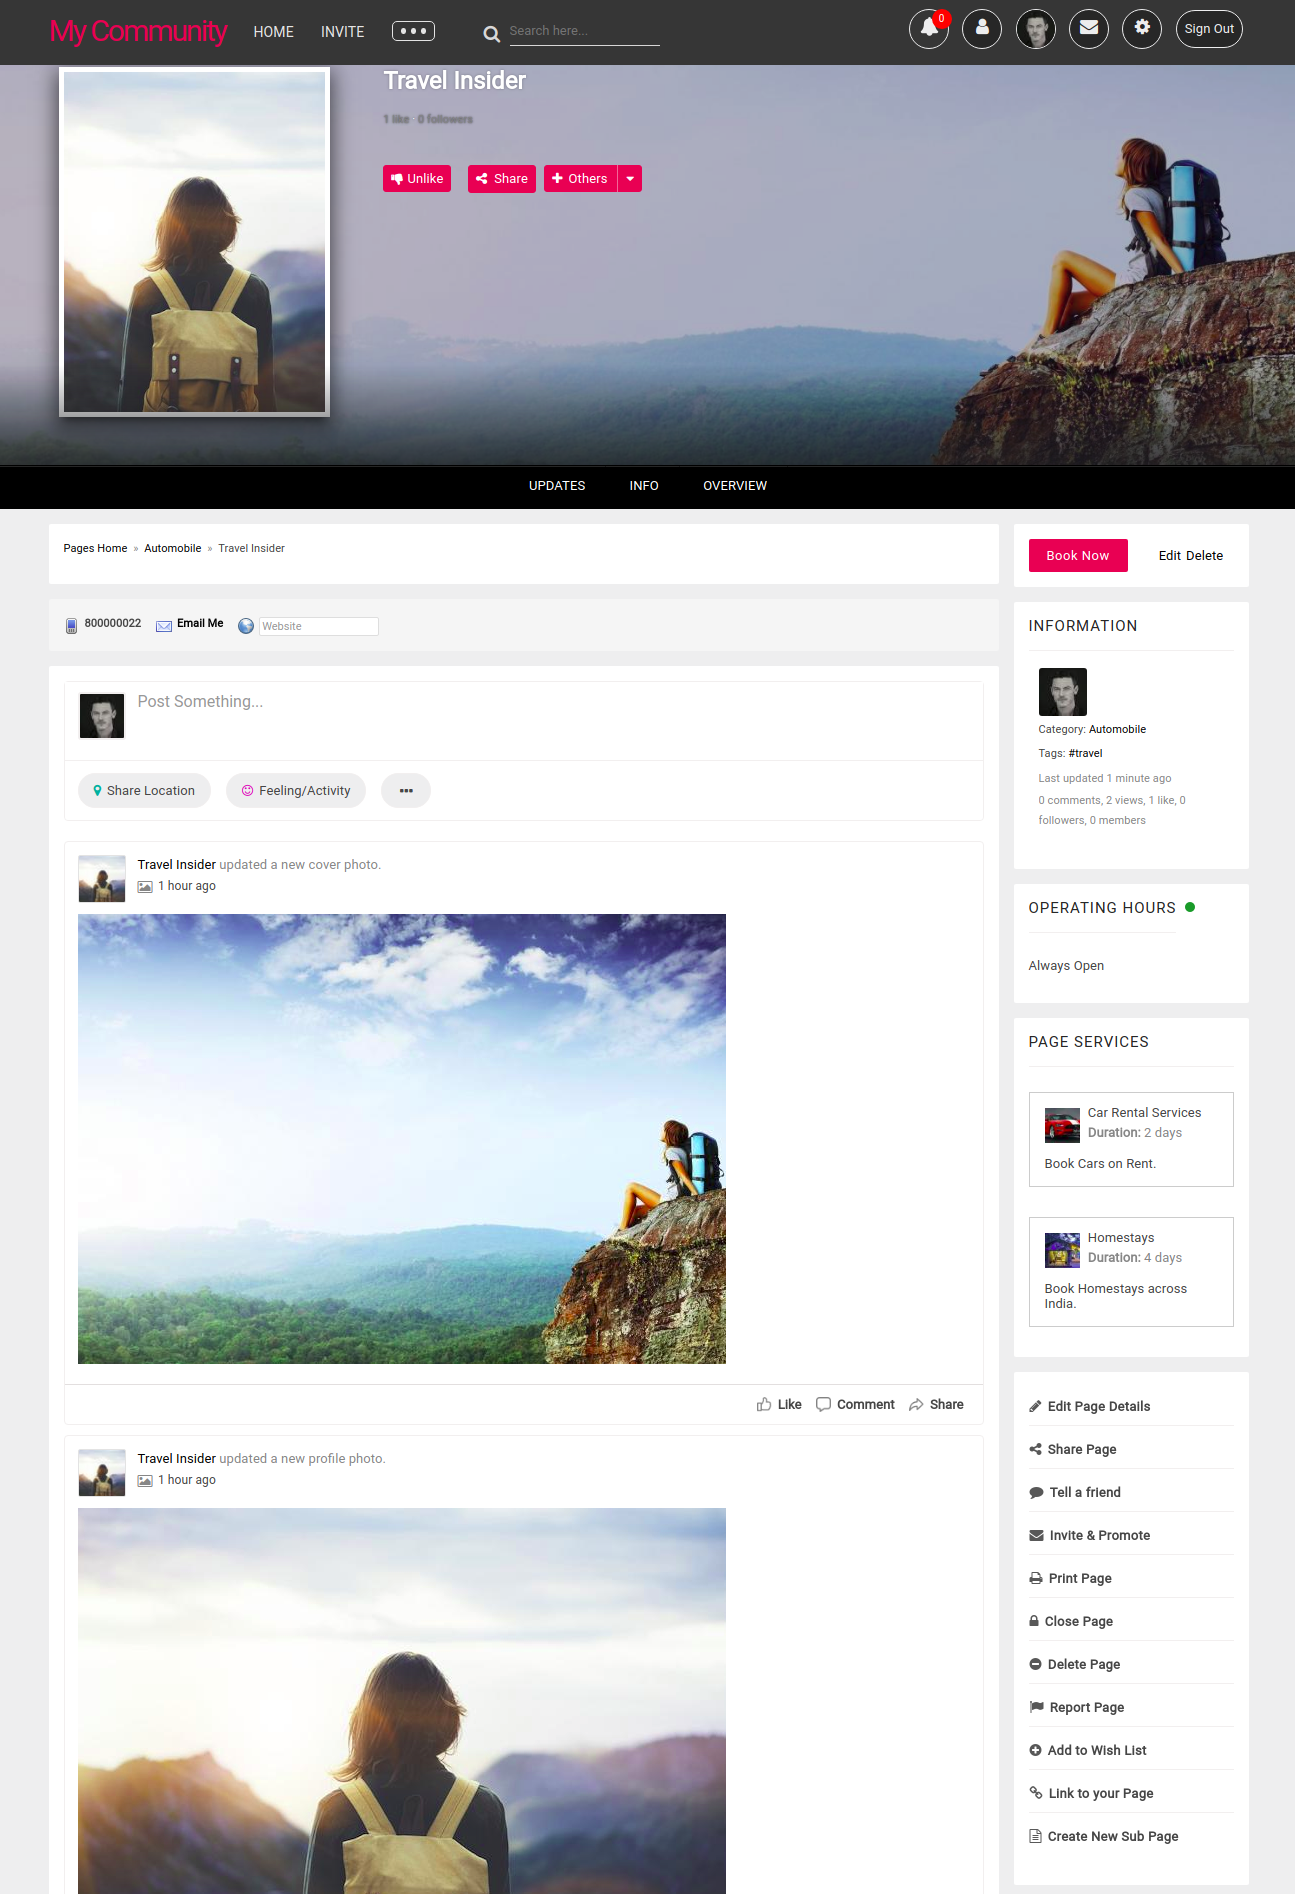 My Community
HOME
INVITE
Search here...
0
Sign Out
Travel Insider
1 like · 0 followers
Unlike
Share
Others
UPDATES
INFO
OVERVIEW
Pages Home » Automobile » Travel Insider
800000022
Email Me
Website
Post Something...
Share Location
Feeling/Activity
Travel Insider updated a new cover photo.
1 hour ago
Like
Comment
Share
Travel Insider updated a new profile photo.
1 hour ago
Book Now
Edit Delete
INFORMATION
Category: Automobile
Tags: #travel
Last updated 1 minute ago
0 comments, 2 views, 1 like, 0
followers, 0 members
OPERATING HOURS
Always Open
PAGE SERVICES
Car Rental Services
Duration: 2 days
Book Cars on Rent.
Homestays
Duration: 4 days
Book Homestays across
India.
Edit Page Details
Share Page
Tell a friend
Invite & Promote
Print Page
Close Page
Delete Page
Report Page
Add to Wish List
Link to your Page
Create New Sub Page